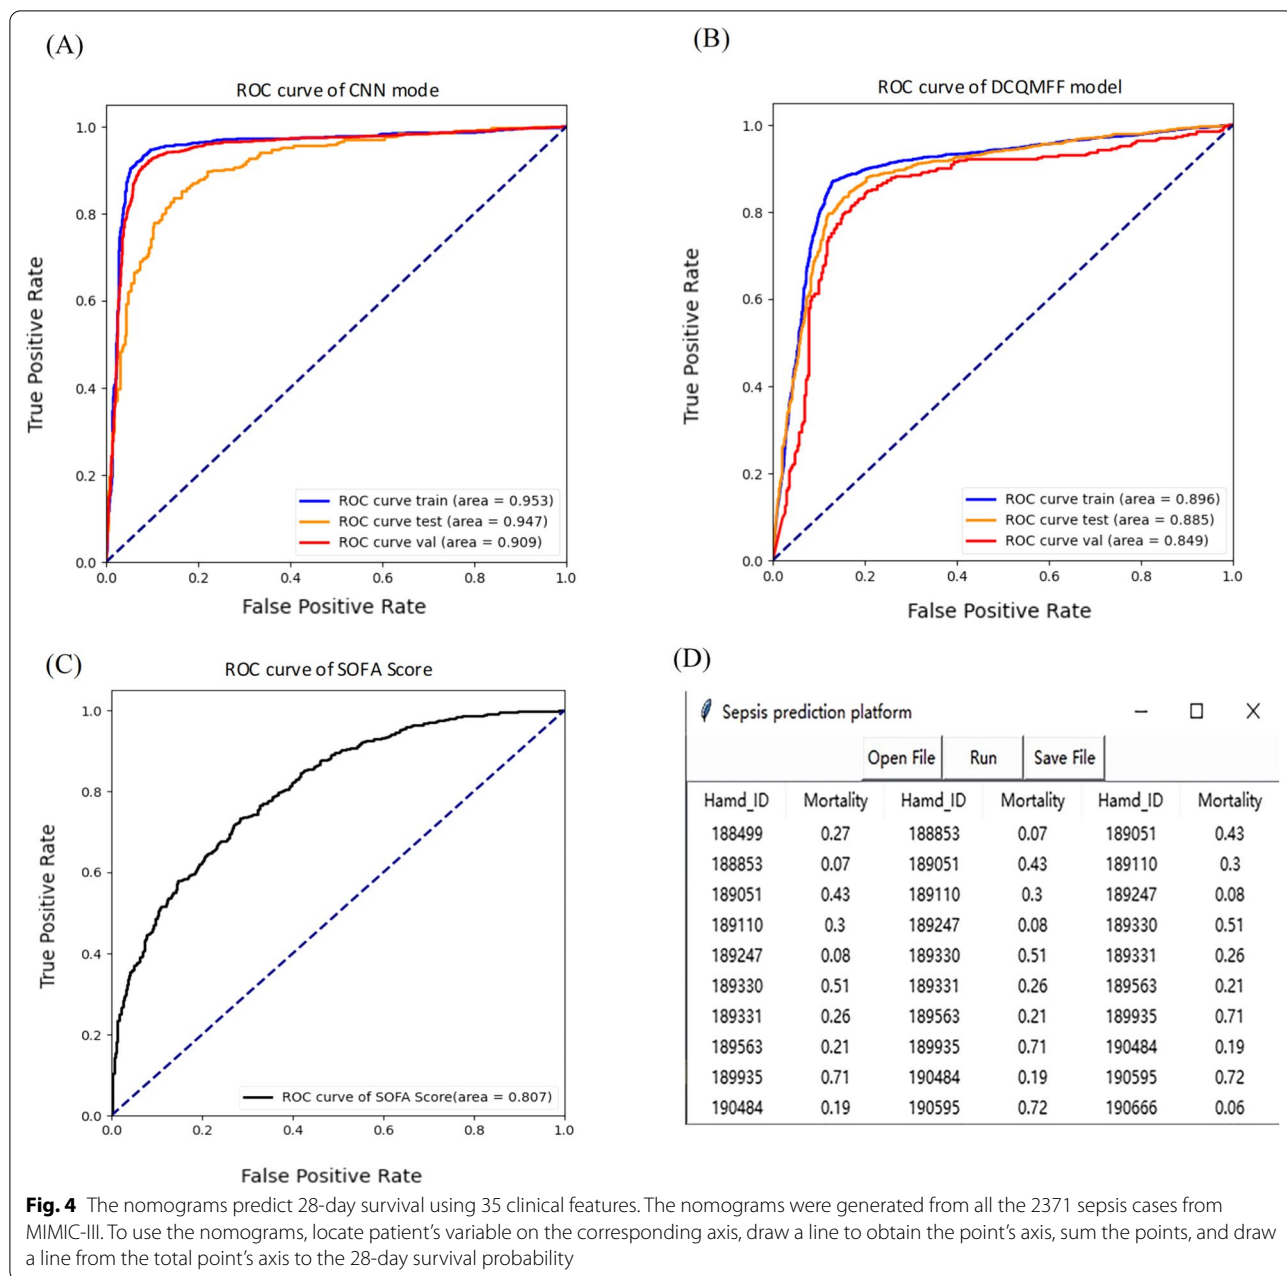 (A)
ROC curve of CNN mode
True Positive Rate
1.0
0.8
0.6
0.4
0.2
0.0
ROC curve train (area = 0.953)
ROC curve test (area = 0.947)
ROC curve val (area = 0.909)
0.0 0.2 0.4 0.6 0.8 1.0
False Positive Rate
(B)
ROC curve of DCQMFF model
True Positive Rate
1.0
0.8
0.6
0.4
0.2
0.0
ROC curve train (area = 0.896)
ROC curve test (area = 0.885)
ROC curve val (area = 0.849)
0.0 0.2 0.4 0.6 0.8 1.0
False Positive Rate
(C)
ROC curve of SOFA Score
True Positive Rate
1.0
0.8
0.6
0.4
0.2
0.0
ROC curve of SOFA Score(area = 0.807)
0.0 0.2 0.4 0.6 0.8 1.0
False Positive Rate
(D)
Sepsis prediction platform
Open File Run Save File
Hamd_ID Mortality Hamd_ID Mortality Hamd_ID Mortality
188499 0.27 188853 0.07 189051 0.43
188853 0.07 189051 0.43 189110 0.3
189051 0.43 189110 0.3 189247 0.08
189110 0.3 189247 0.08 189330 0.51
189247 0.08 189330 0.51 189331 0.26
189330 0.51 189331 0.26 189563 0.21
189331 0.26 189563 0.21 189935 0.71
189563 0.21 189935 0.71 190484 0.19
189935 0.71 190484 0.19 190595 0.72
190484 0.19 190595 0.72 190666 0.06
Fig. 4 The nomograms predict 28-day survival using 35 clinical features. The nomograms were generated from all the 2371 sepsis cases from
MIMIC-III. To use the nomograms, locate patient's variable on the corresponding axis, draw a line to obtain the point's axis, sum the points, and draw
a line from the total point's axis to the 28-day survival probability